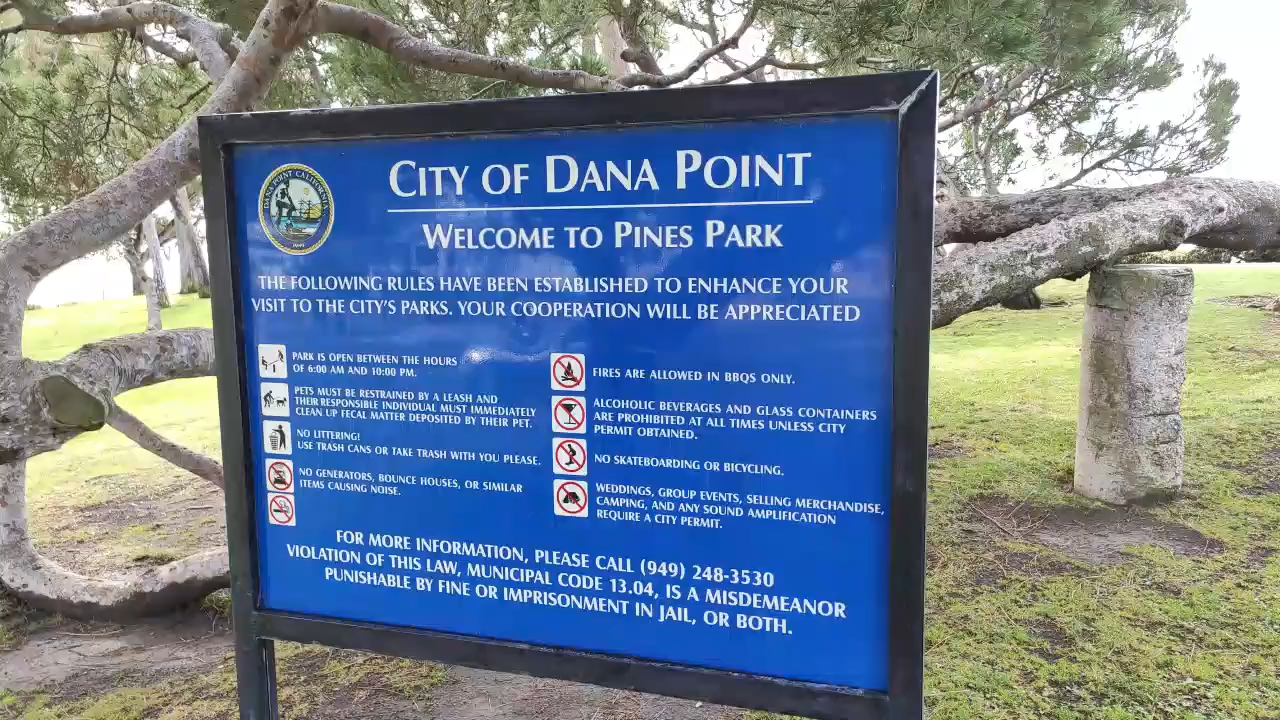 DANA POINT CALIFORNIA
1989
CITY OF DANA POINT
WELCOME TO PINES PARK
THE FOLLOWING RULES HAVE BEEN ESTABLISHED TO ENHANCE YOUR
VISIT TO THE CITY'S PARKS. YOUR COOPERATION WILL BE APPRECIATED
PARK IS OPEN BETWEEN THE HOURS
OF 6:00 AM AND 10:00 PM.
PETS MUST BE RESTRAINED BY A LEASH AND
THEIR RESPONSIBLE INDIVIDUAL MUST IMMEDIATELY
CLEAN UP FECAL MATTER DEPOSITED BY THEIR PET.
NO LITTERING!
USE TRASH CANS OR TAKE TRASH WITH YOU PLEASE.
NO GENERATORS, BOUNCE HOUSES, OR SIMILAR
ITEMS CAUSING NOISE.
FIRES ARE ALLOWED IN BBQS ONLY.
ALCOHOLIC BEVERAGES AND GLASS CONTAINERS
ARE PROHIBITED AT ALL TIMES UNLESS CITY
PERMIT OBTAINED.
NO SKATEBOARDING OR BICYCLING.
WEDDINGS, GROUP EVENTS, SELLING MERCHANDISE,
CAMPING, AND ANY SOUND AMPLIFICATION
REQUIRE A CITY PERMIT.
FOR MORE INFORMATION, PLEASE CALL (949) 248-3530
VIOLATION OF THIS LAW, MUNICIPAL CODE 13.04, IS A MISDEMEANOR
PUNISHABLE BY FINE OR IMPRISONMENT IN JAIL, OR BOTH.